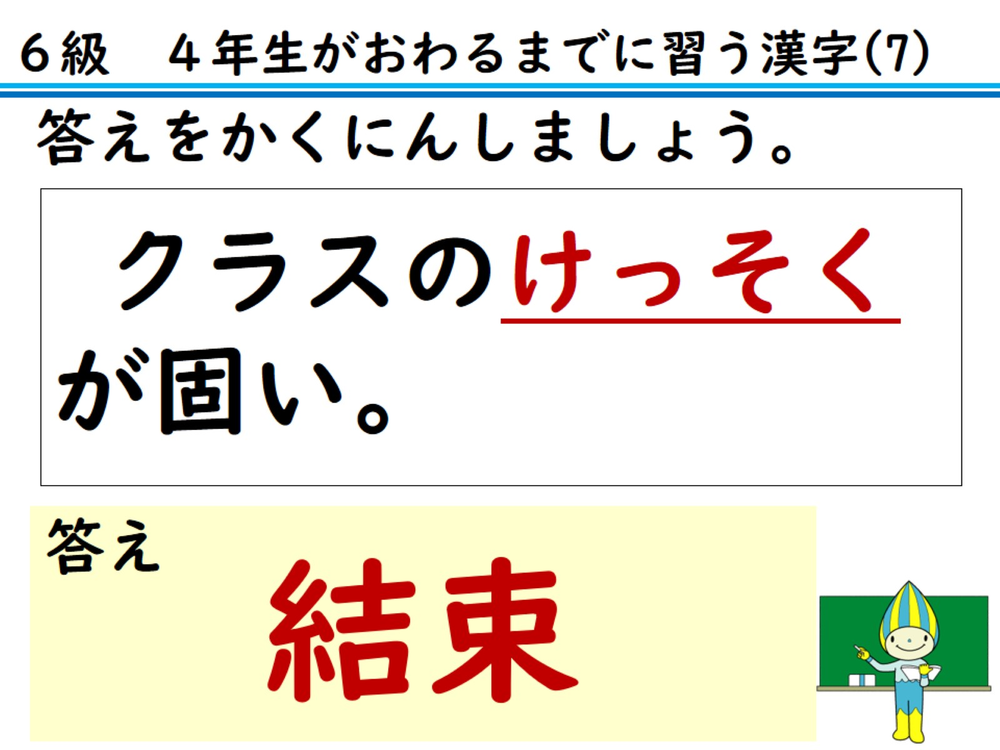 ６級　４年生がおわるまでに習う漢字(7)
答えをかくにんしましょう。
クラスのけっそく
が固い。
答え
結束